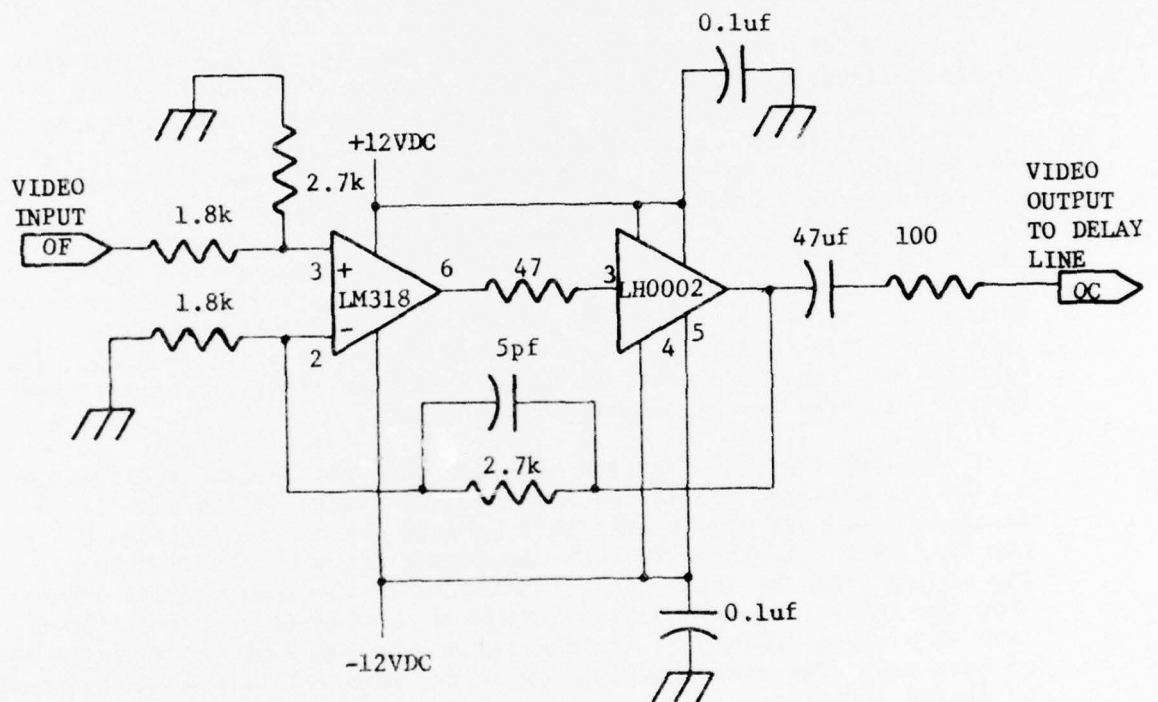 0.1uf
+12VDC
2.7k
VIDEO
INPUT
OF
1.8k
3
+
LM318
6
47
3
LH0002
VIDEO
OUTPUT
TO DELAY
LINE
47uf
100
OC
1.8k
-
2
5pf
4
5
2.7k
0.1uf
-12VDC